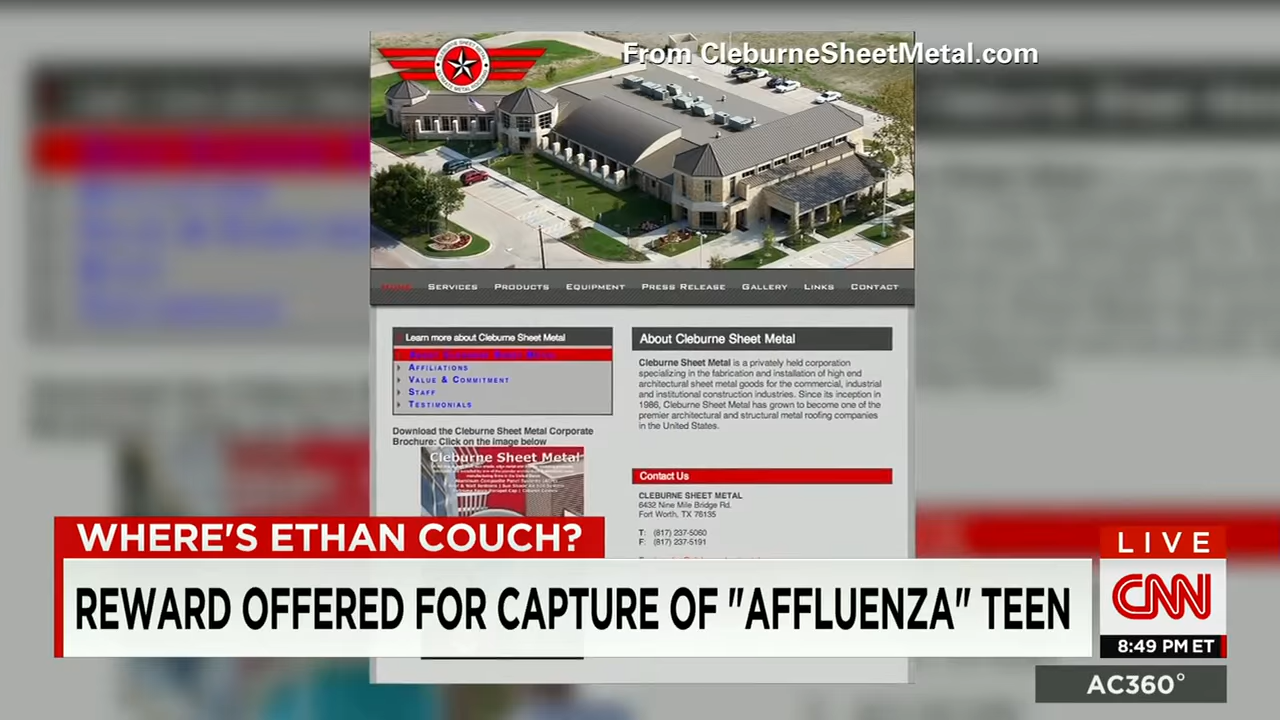 From CleburneSheetMetal.com
HOME SERVICES PRODUCTS EQUIPMENT PRESS RELEASE GALLERY LINKS CONTACT
Learn more about Cleburne Sheet Metal
About Cleburne Sheet Metal
AFFILIATIONS
VALUE & COMMITMENT
STAFF
TESTIMONIALS
Download the Cleburne Sheet Metal Corporate
Brochure: Click on the image below
Cleburne Sheet Metal
About Cleburne Sheet Metal
Cleburne Sheet Metal is a privately held corporation
specializing in the fabrication and installation of high end
architectural sheet metal goods for the commercial, industrial
and institutional construction industries. Since its inception in
1986, Cleburne Sheet Metal has grown to become one of the
premier architectural and structural metal roofing companies
in the United States.
Contact Us
CLEBURNE SHEET METAL
6432 Nine Mile Bridge Rd.
Fort Worth, TX 76135
T: (817) 237-5060
F: (817) 237-5191
WHERE'S ETHAN COUCH?
REWARD OFFERED FOR CAPTURE OF "AFFLUENZA" TEEN
LIVE
CNN
8:49 PM ET
AC360°